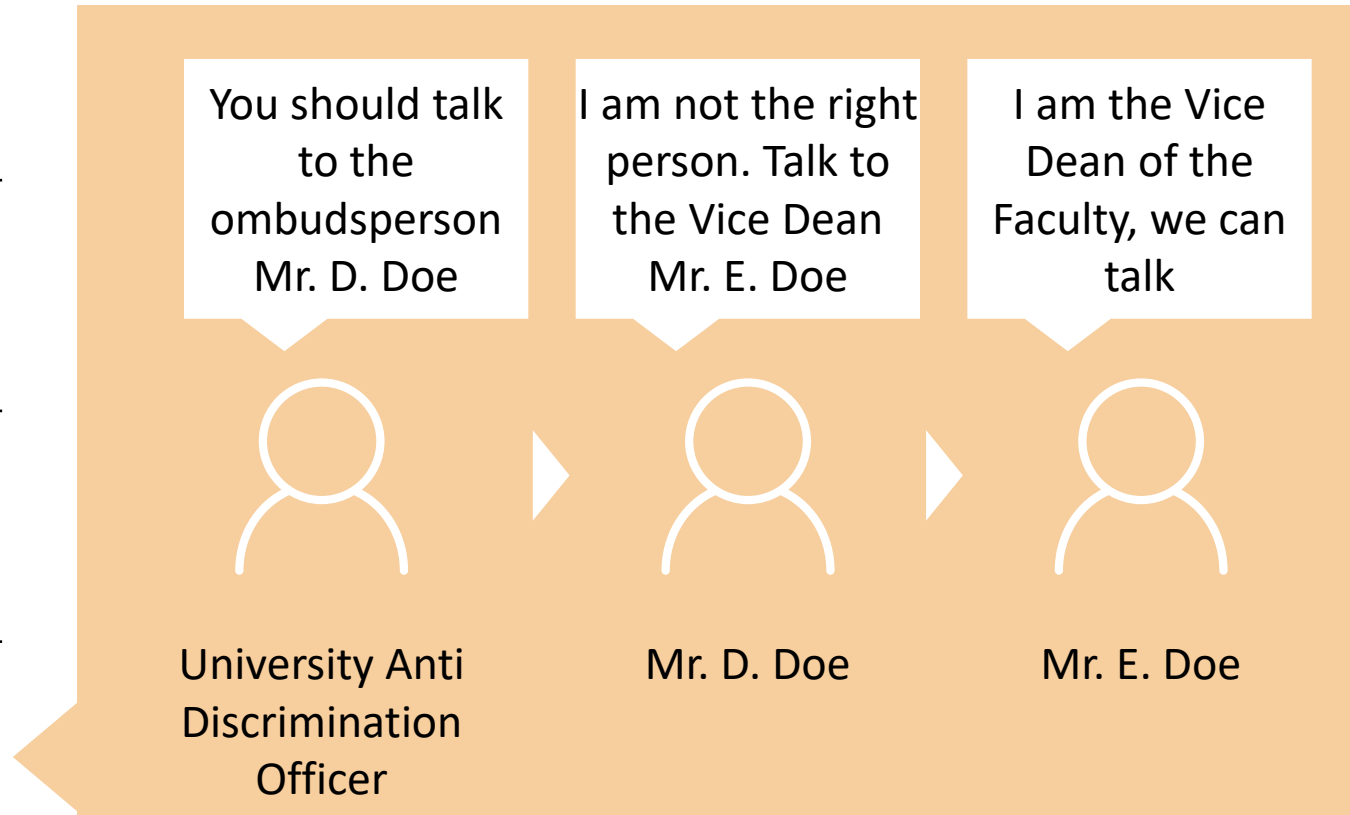 You should talk
to the
ombudsperson
Mr. D. Doe
I am not the right
person. Talk to
the Vice Dean
Mr. E. Doe
I am the Vice
Dean of the
Faculty, we can
talk
University Anti
Discrimination
Officer
Mr. D. Doe
Mr. E. Doe